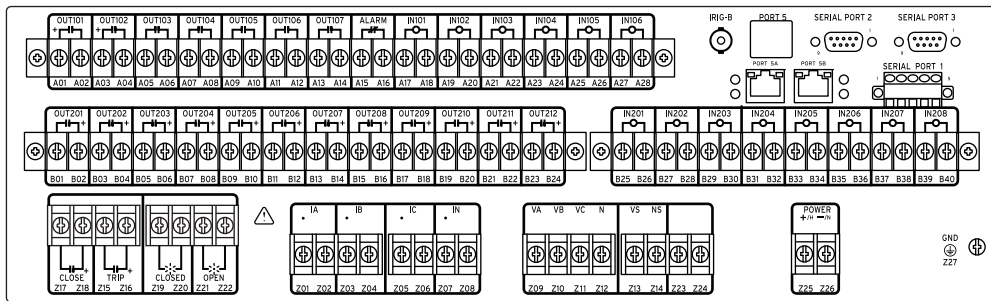 OUT101 OUT102 OUT103 OUT104 OUT105 OUT106 OUT107 ALARM IN101 IN102 IN103 IN104 IN105 IN106
+ +
A01 A02 A03 A04 A05 A06 A07 A08 A09 A10 A11 A12 A13 A14 A15 A16 A17 A18 A19 A20 A21 A22 A23 A24 A25 A26 A27 A28
IRIG-B PORT 5 SERIAL PORT 2 SERIAL PORT 3
1 1
9 9
PORT 5A PORT 5B SERIAL PORT 1
1 5
OUT201 OUT202 OUT203 OUT204 OUT205 OUT206 OUT207 OUT208 OUT209 OUT210 OUT211 OUT212
+ + + + + + + + + + + +
B01 B02 B03 B04 B05 B06 B07 B08 B09 B10 B11 B12 B13 B14 B15 B16 B17 B18 B19 B20 B21 B22 B23 B24
IN201 IN202 IN203 IN204 IN205 IN206 IN207 IN208
B25 B26 B27 B28 B29 B30 B31 B32 B33 B34 B35 B36 B37 B38 B39 B40
+ +
CLOSE TRIP CLOSED OPEN
Z17 Z18 Z15 Z16 Z19 Z20 Z21 Z22
!
IA IB IC IN
Z01 Z02 Z03 Z04 Z05 Z06 Z07 Z08
VA VB VC N VS NS
Z09 Z10 Z11 Z12 Z13 Z14 Z23 Z24
POWER
+/H −/N
Z25 Z26
GND
Z27